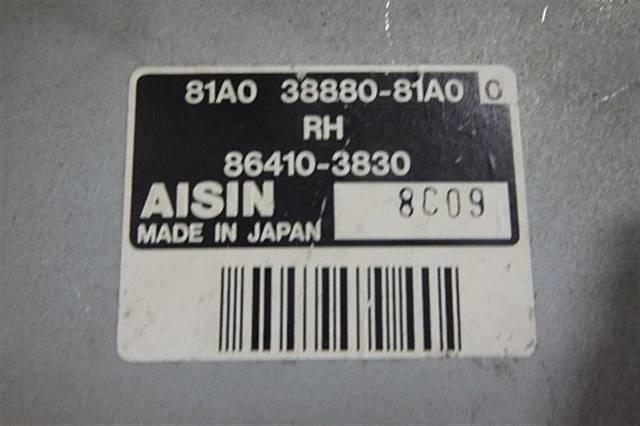 81A0 38880-81A0 C
RH
86410-3830
AISIN 8C09
MADE IN JAPAN